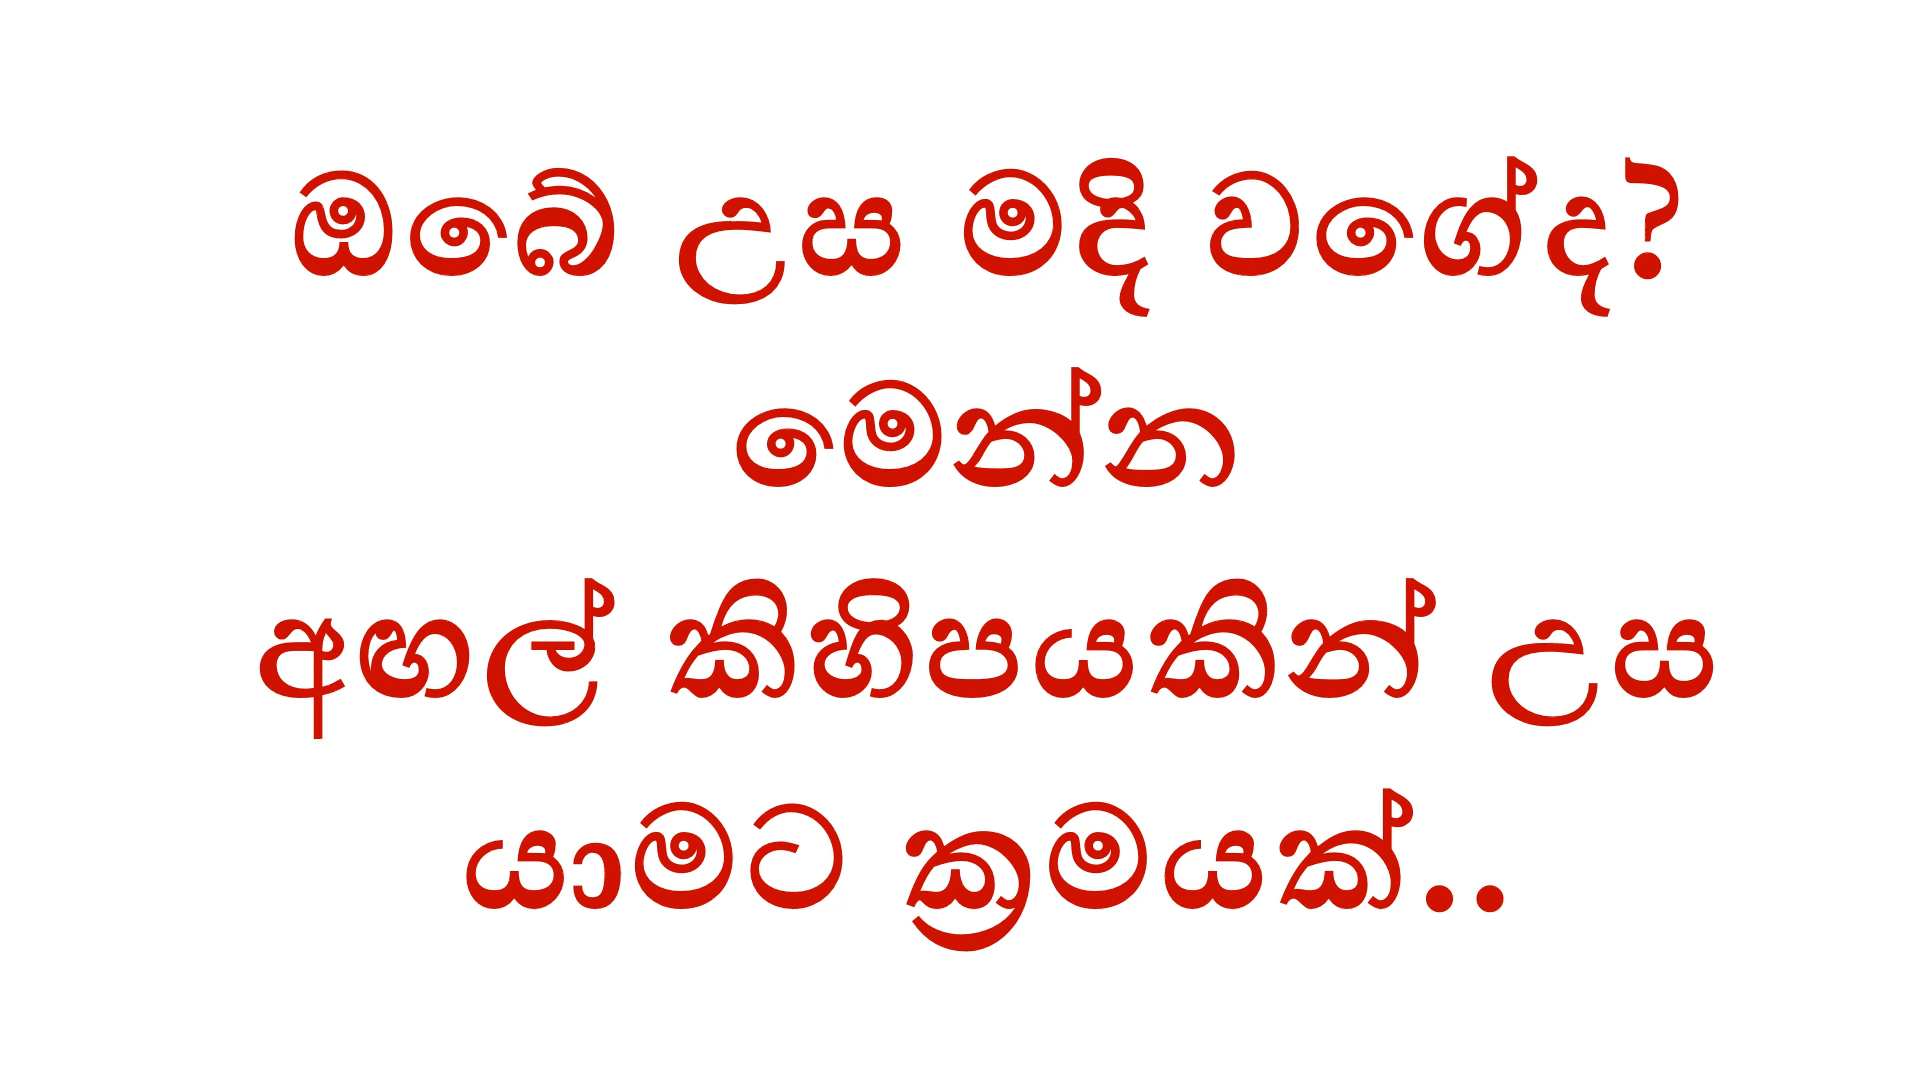 ඔබේ උස මදි වගේද?
මෙන්න
අඟල් කිහිපයකින් උස
යාමට ක්‍රමයක්..